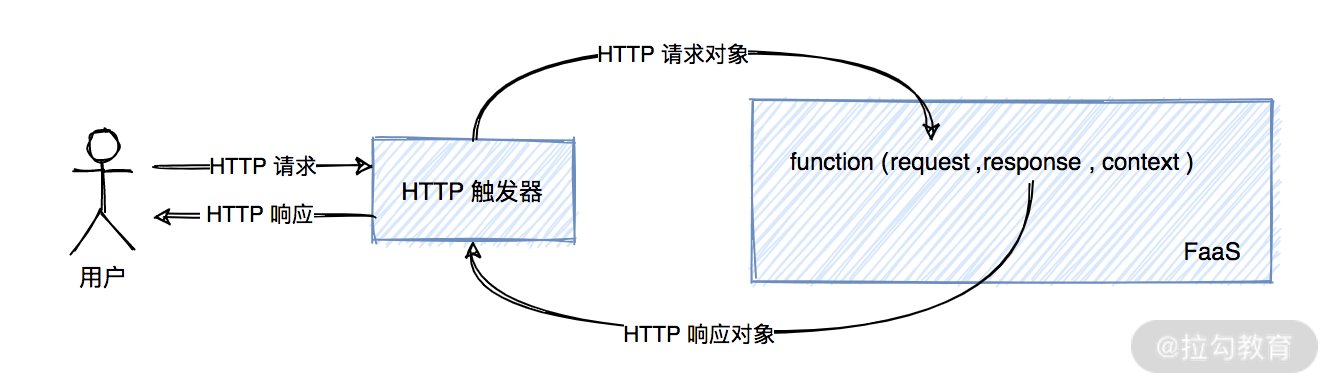 HTTP 请求对象
HTTP 请求
HTTP 触发器
function (request ,response , context )
HTTP 响应
FaaS
用户
HTTP 响应对象
@拉勾教育